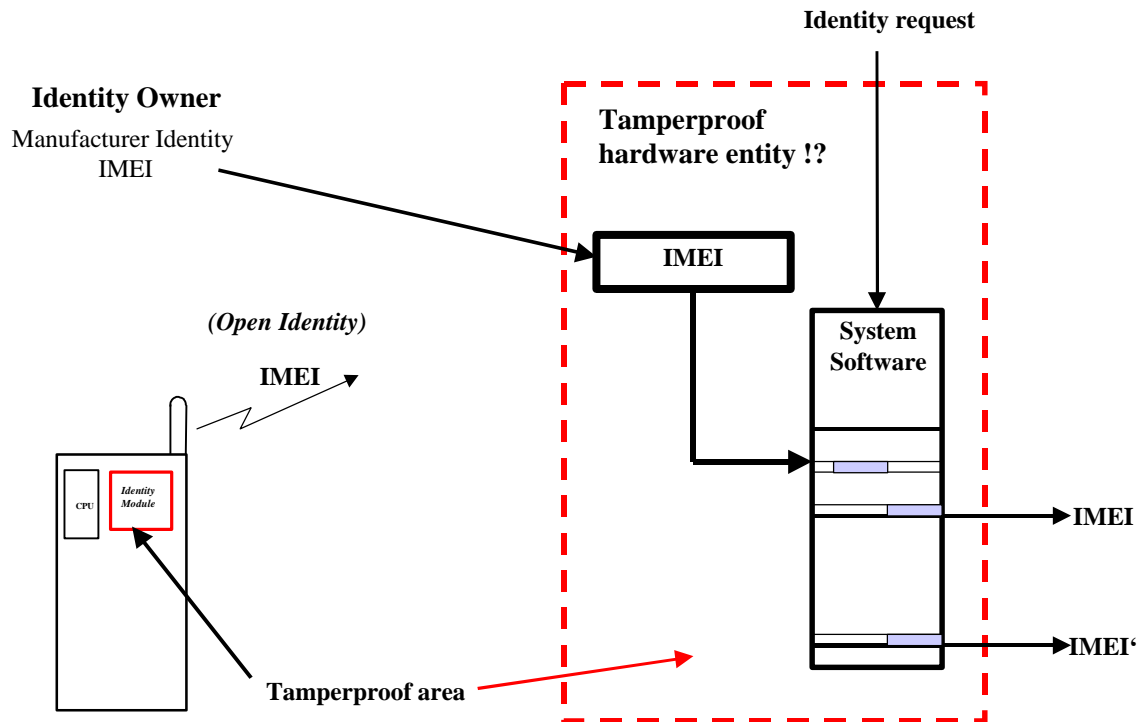 Identity request
Identity Owner
Manufacturer Identity
IMEI
Tamperproof
hardware entity !?
IMEI
(Open Identity)
IMEI
System
Software
CPU
Identity
Module
IMEI
IMEI‘
Tamperproof area